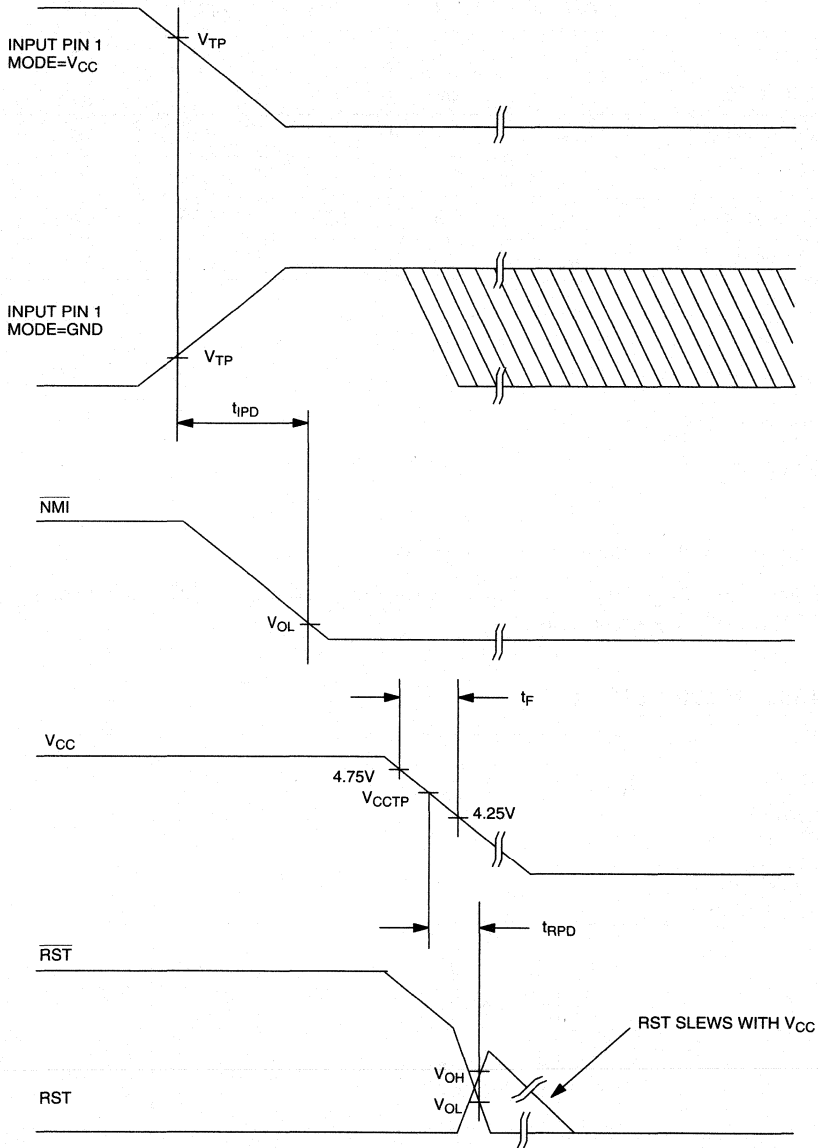 INPUT PIN 1
MODE=VCC
VTP
INPUT PIN 1
MODE=GND
VTP
tIPD
NMI
VOL
tF
VCC
4.75V
VCCTP
4.25V
tRPD
RST
RST SLEWS WITH VCC
VOH
RST
VOL